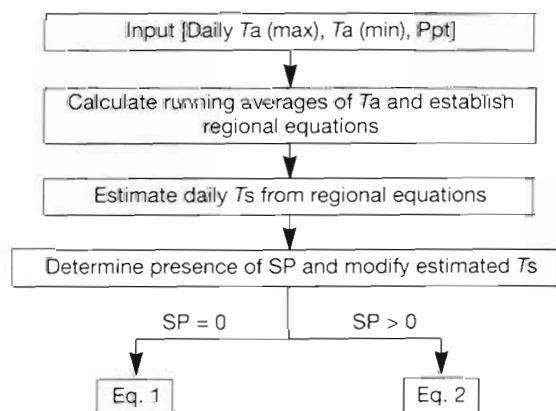 Input [Daily Ta (max), Ta (min), Ppt]
Calculate running averages of Ta and establish
regional equations
Estimate daily Ts from regional equations
Determine presence of SP and modify estimated Ts
SP = 0
SP > 0
Eq. 1
Eq. 2